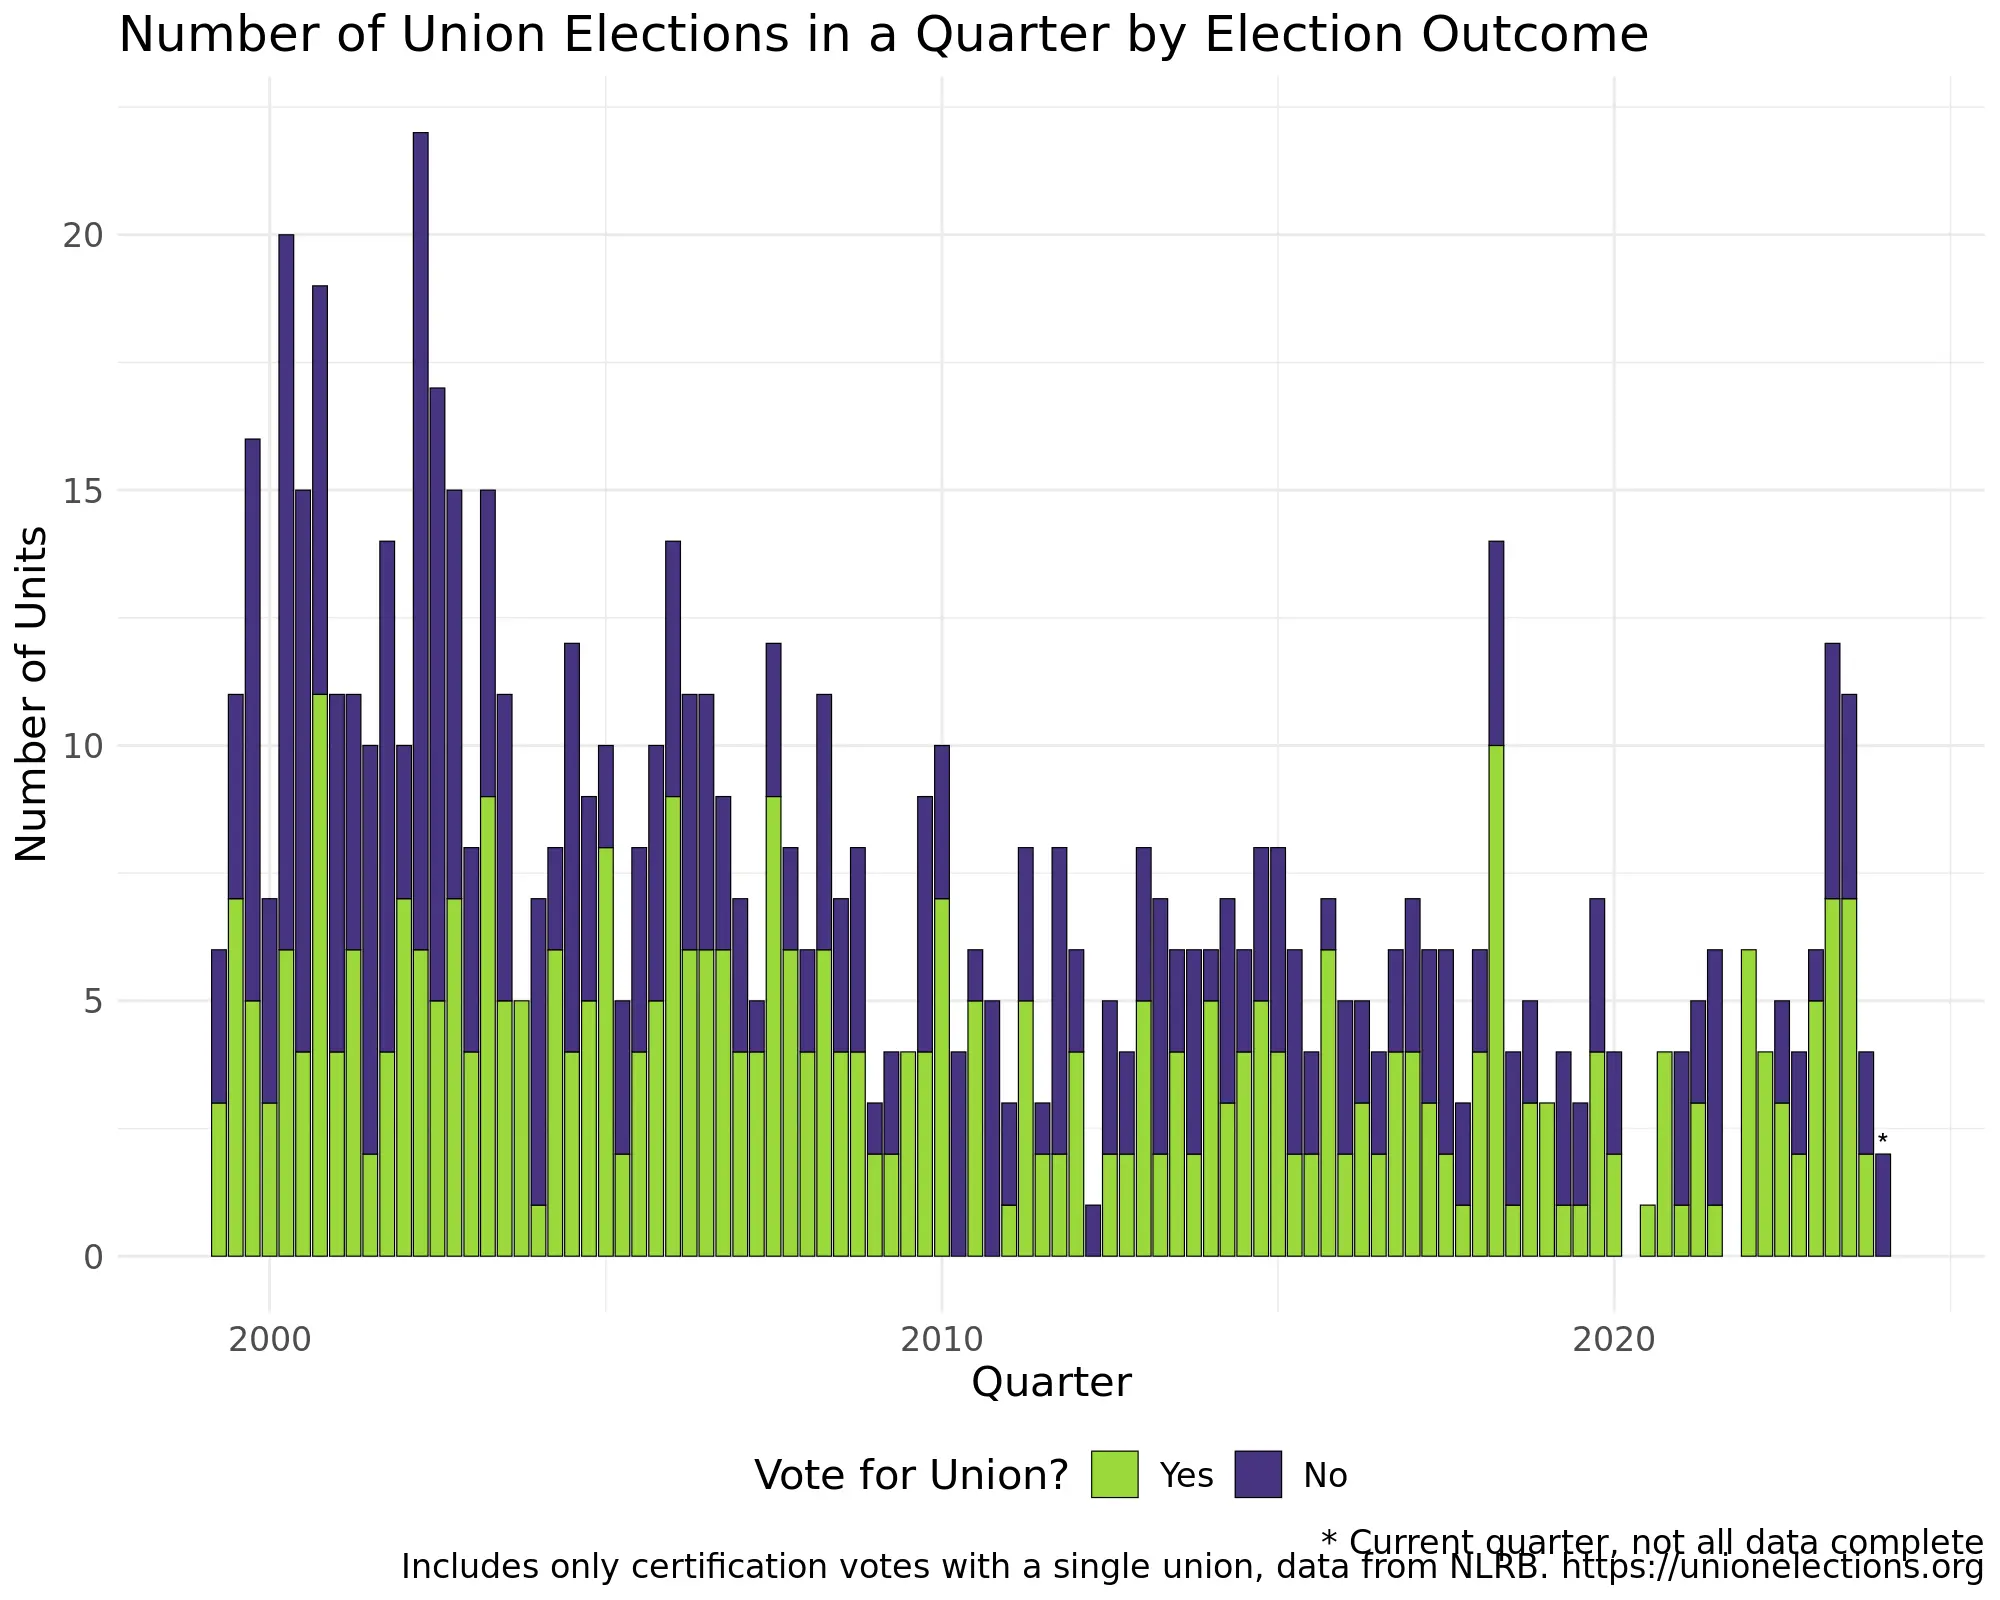 Number of Union Elections in a Quarter by Election Outcome
Number of Units
20
15
10
5
0
*
2000 2010 2020
Quarter
Vote for Union? Yes No
* Current quarter, not all data complete
Includes only certification votes with a single union, data from NLRB. https://unionelections.org